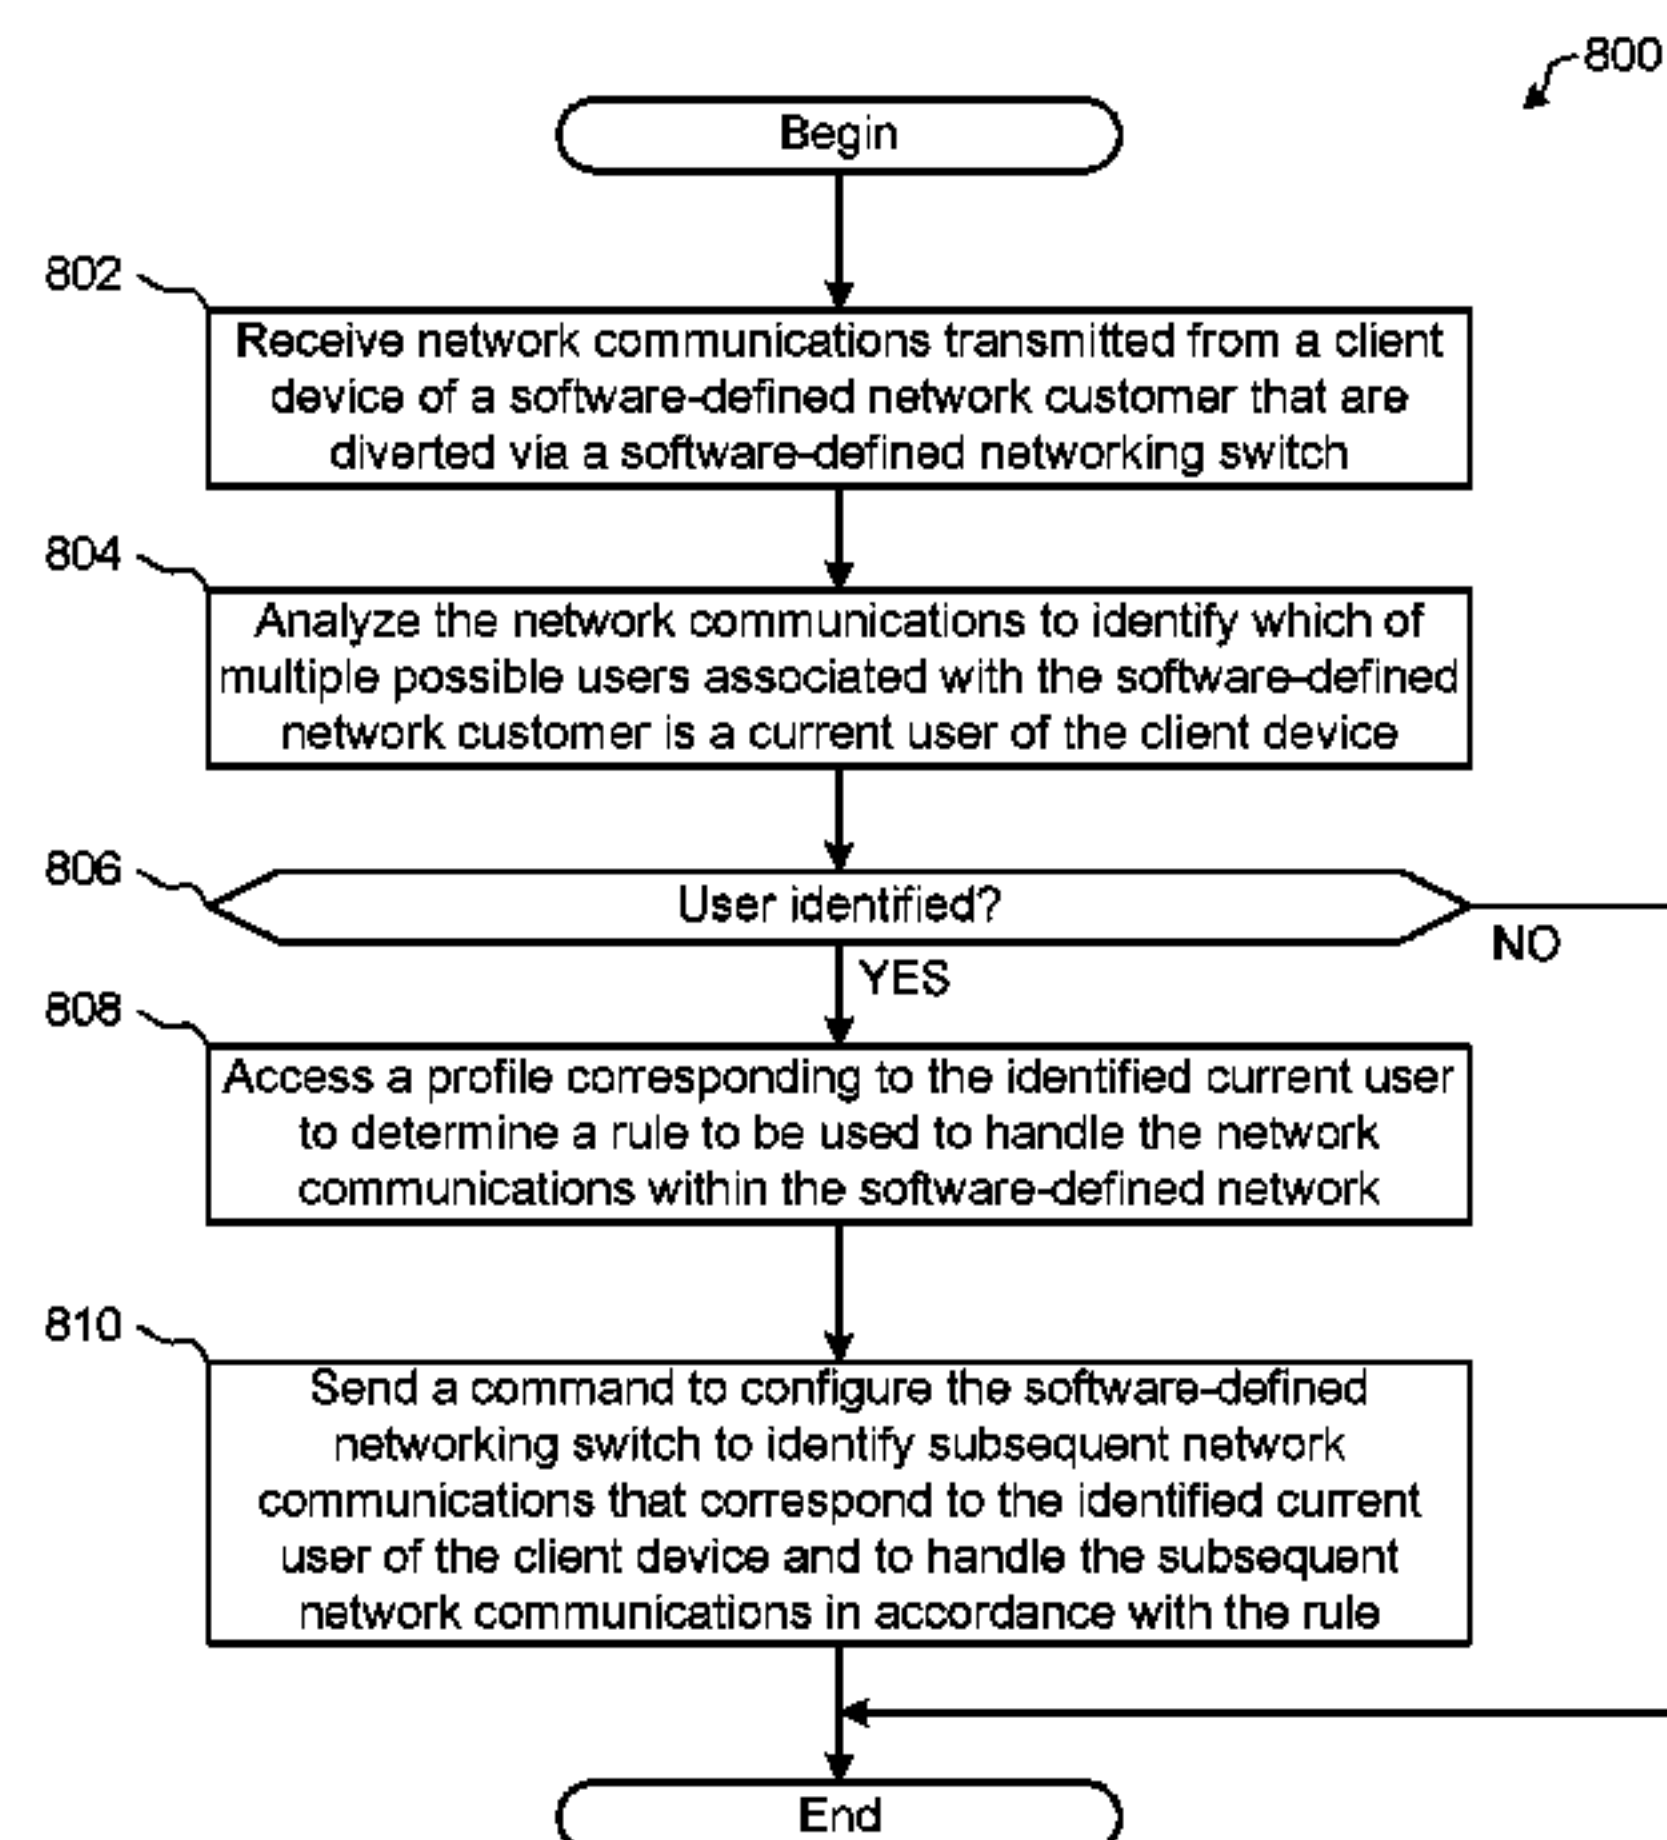 800
Begin
802
Receive network communications transmitted from a client
device of a software-defined network customer that are
diverted via a software-defined networking switch
804
Analyze the network communications to identify which of
multiple possible users associated with the software-defined
network customer is a current user of the client device
806
User identified?
NO
YES
808
Access a profile corresponding to the identified current user
to determine a rule to be used to handle the network
communications within the software-defined network
810
Send a command to configure the software-defined
networking switch to identify subsequent network
communications that correspond to the identified current
user of the client device and to handle the subsequent
network communications in accordance with the rule
End